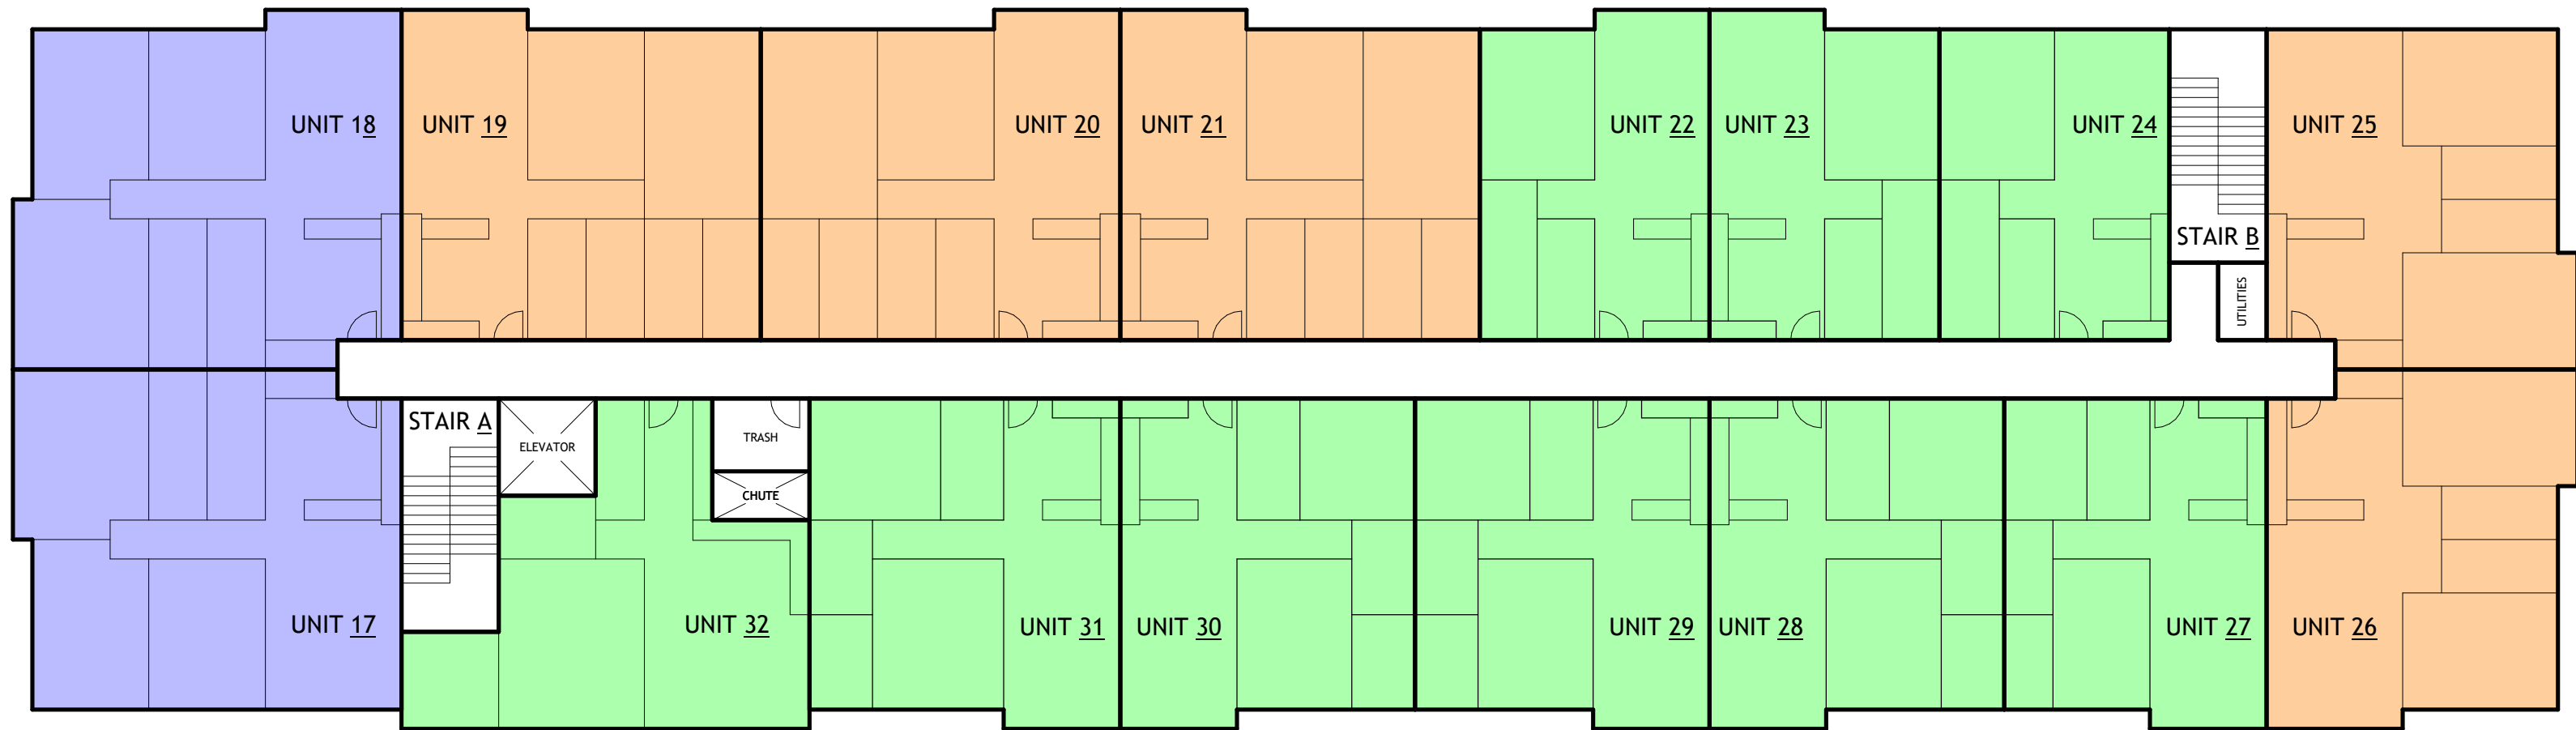 UNIT 18
UNIT 19
UNIT 20
UNIT 21
UNIT 22
UNIT 23
UNIT 24
UNIT 25
STAIR B
UTILITIES
STAIR A
ELEVATOR
TRASH
CHUTE
UNIT 17
UNIT 32
UNIT 31
UNIT 30
UNIT 29
UNIT 28
UNIT 27
UNIT 26